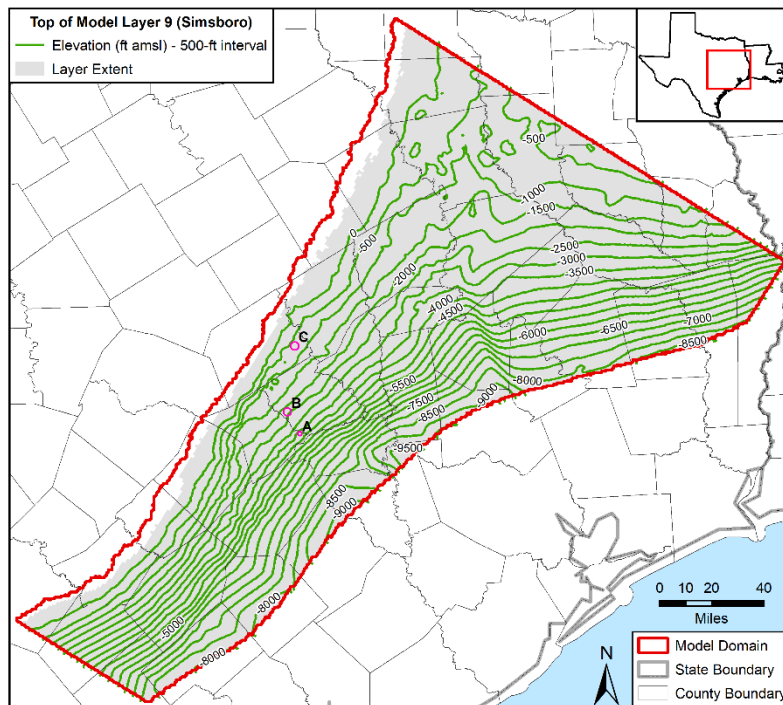 Top of Model Layer 9 (Simsboro)
Elevation (ft amsl) - 500-ft interval
Layer Extent
-500
-1000
-1500
0
-500
-2500
-2000
-3000
-3500
-4000
-4500
C
-6000
-6500
-7000
-8500
-5500
-8000
B
-7500
-9000
A
-8500
-9500
-8500
-9000
-8000
-5000
-8000
0 10 20 40
Miles
N
Model Domain
State Boundary
County Boundary